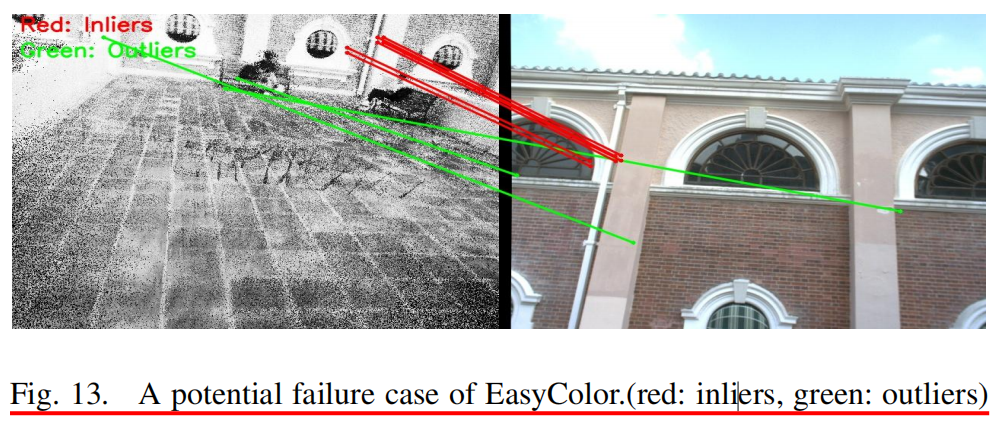 Red: Inliers
Green: Outliers
Fig. 13. A potential failure case of EasyColor.(red: inliers, green: outliers)